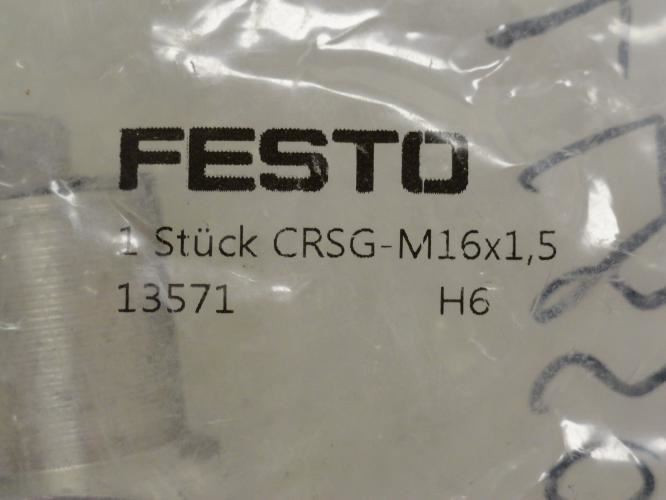 FESTO
1 Stück CRSG-M16x1,5
13571 H6